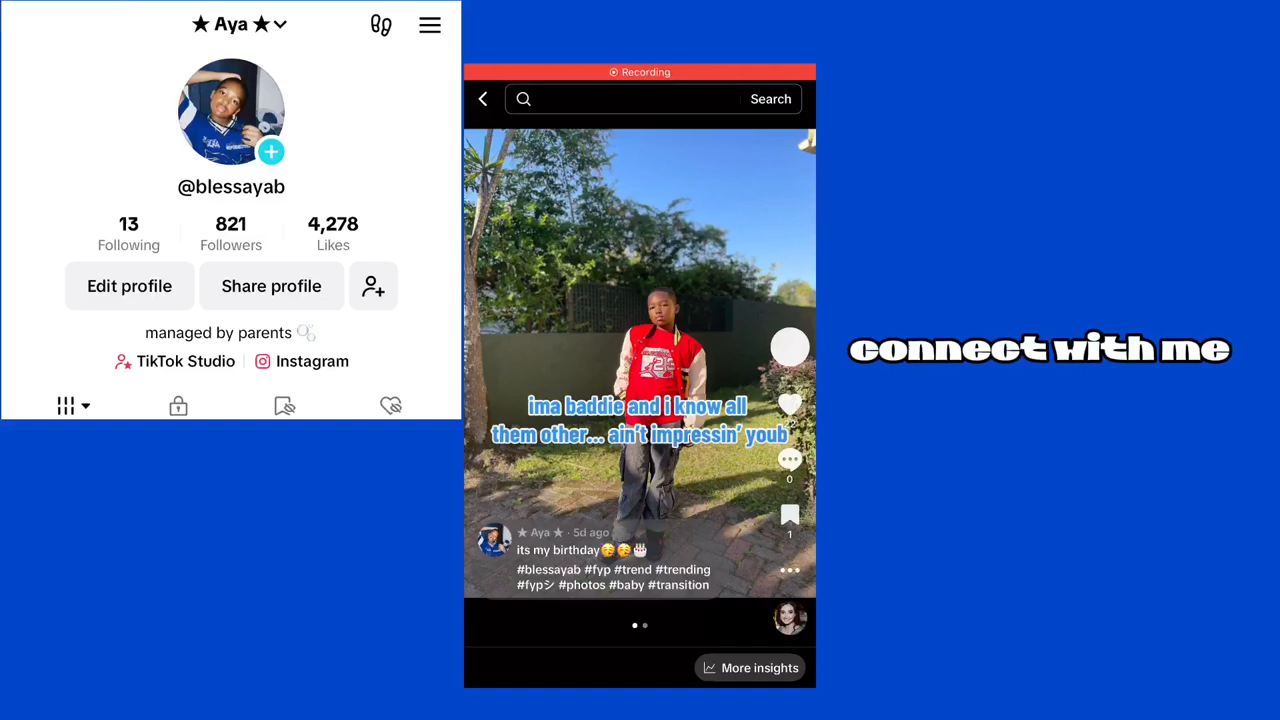 ★ Aya ★
@blessayab
13 821 4,278
Following Followers Likes
Edit profile Share profile
managed by parents 🫧
TikTok Studio Instagram
Recording
Search
ima baddie and i know all
them other... ain't impressin' youb
0
1
★ Aya ★ · 5d ago
its my birthday🥳🥳🎂
#blessayab #fyp #trend #trending
#fypシ #photos #baby #transition
More insights
connect with me